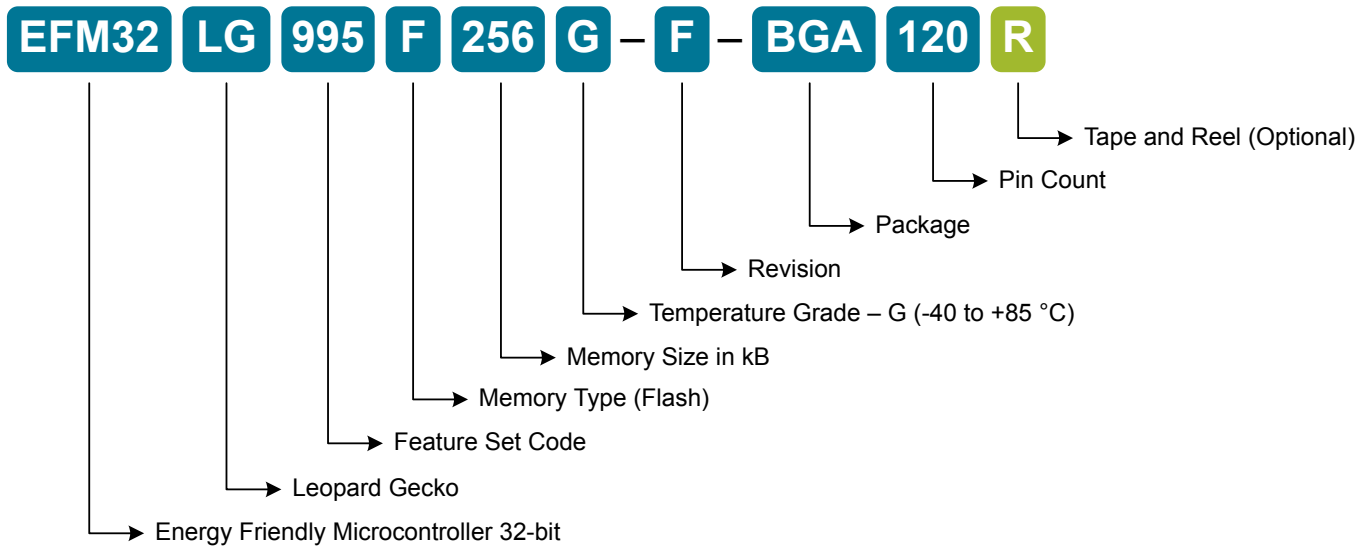 EFM32 LG 995 F 256 G – F – BGA 120 R
Tape and Reel (Optional)
Pin Count
Package
Revision
Temperature Grade – G (-40 to +85 °C)
Memory Size in kB
Memory Type (Flash)
Feature Set Code
Leopard Gecko
Energy Friendly Microcontroller 32-bit